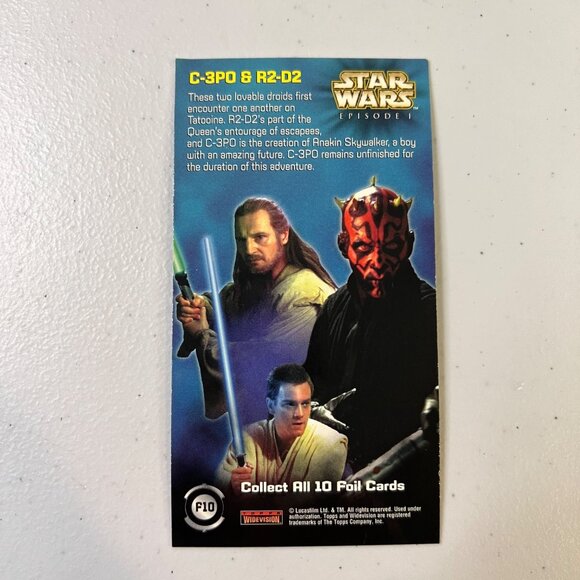 C-3PO & R2-D2
STAR
WARS™
EPISODE I
These two lovable droids first
encounter one another on
Tatooine. R2-D2's part of the
Queen's entourage of escapees,
and C-3PO is the creation of Anakin Skywalker, a boy
with an amazing future. C-3PO remains unfinished for
the duration of this adventure.
Collect All 10 Foil Cards
F10
TOPPS
WIDEVISION
© Lucasfilm Ltd. & TM. All rights reserved. Used under
authorization. Topps and Widevision are registered
trademarks of The Topps Company, Inc.